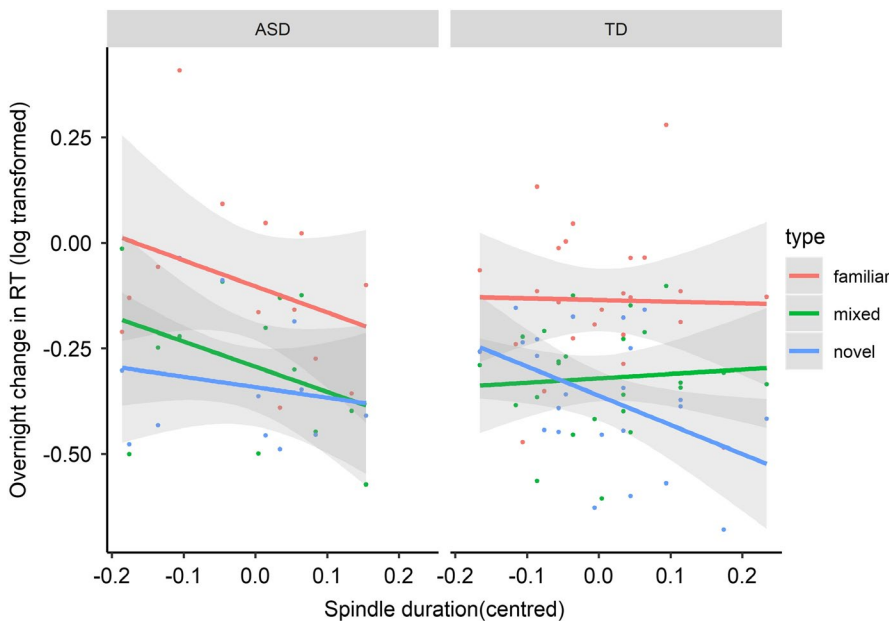 ASD
TD
Overnight change in RT (log transformed)
0.25
0.00
-0.25
-0.50
-0.2
-0.1
0.0
0.1
0.2
-0.2
-0.1
0.0
0.1
0.2
Spindle duration(centred)
type
familiar
mixed
novel